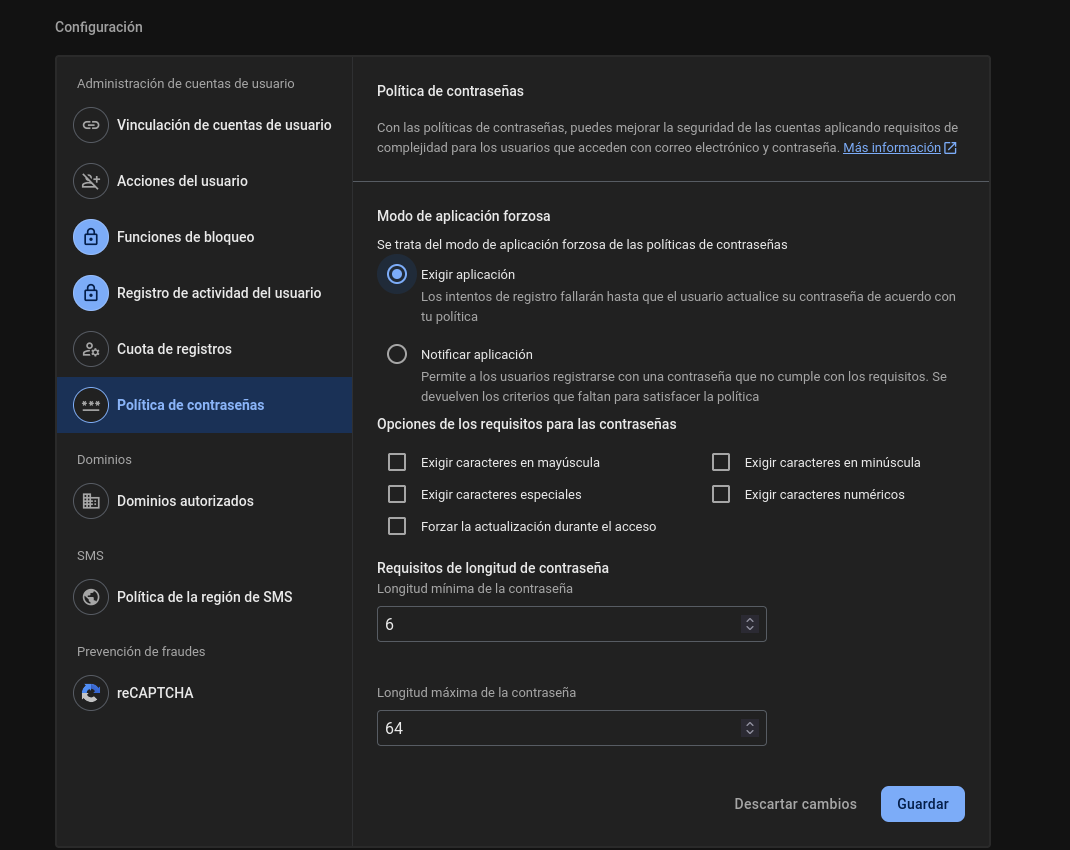 Configuración
Administración de cuentas de usuario
Vinculación de cuentas de usuario
Acciones del usuario
Funciones de bloqueo
Registro de actividad del usuario
Cuota de registros
Política de contraseñas
Dominios
Dominios autorizados
SMS
Política de la región de SMS
Prevención de fraudes
reCAPTCHA
Política de contraseñas
Con las políticas de contraseñas, puedes mejorar la seguridad de las cuentas aplicando requisitos de
complejidad para los usuarios que acceden con correo electrónico y contraseña. Más información
Modo de aplicación forzosa
Se trata del modo de aplicación forzosa de las políticas de contraseñas
Exigir aplicación
Los intentos de registro fallarán hasta que el usuario actualice su contraseña de acuerdo con
tu política
Notificar aplicación
Permite a los usuarios registrarse con una contraseña que no cumple con los requisitos. Se
devuelven los criterios que faltan para satisfacer la política
Opciones de los requisitos para las contraseñas
Exigir caracteres en mayúscula
Exigir caracteres en minúscula
Exigir caracteres especiales
Exigir caracteres numéricos
Forzar la actualización durante el acceso
Requisitos de longitud de contraseña
Longitud mínima de la contraseña
6
Longitud máxima de la contraseña
64
Descartar cambios
Guardar